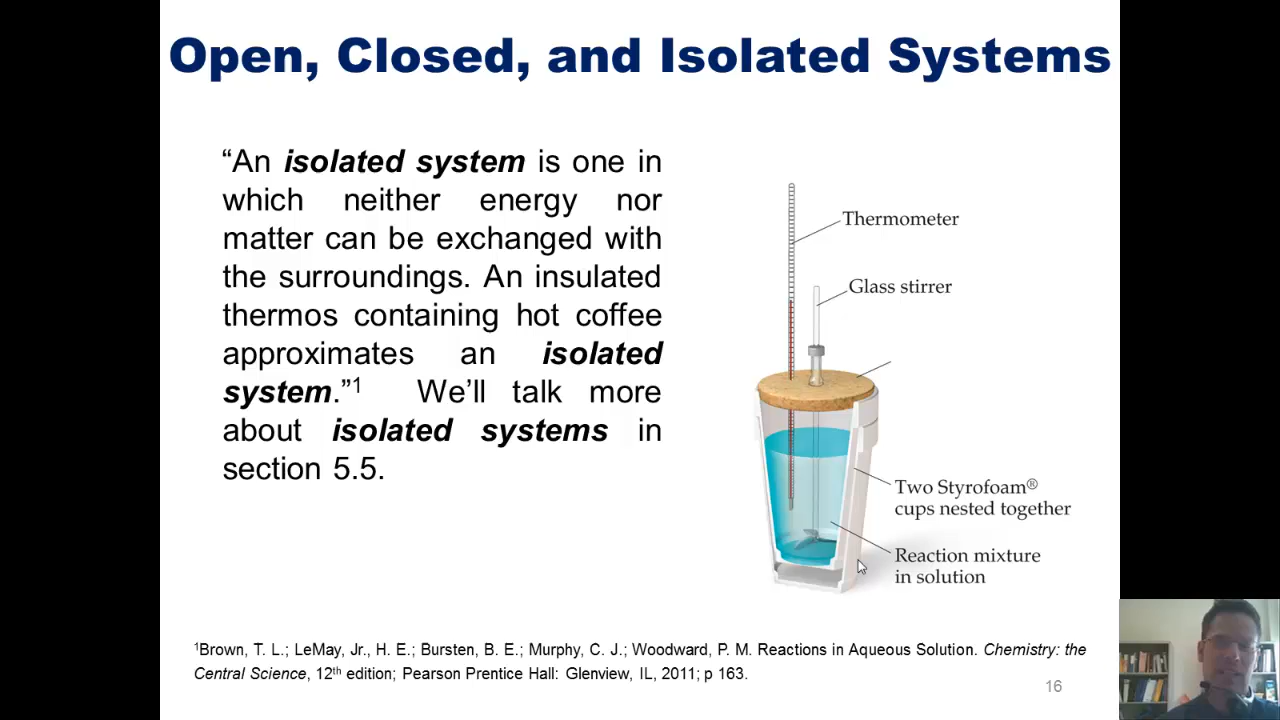 Open, Closed, and Isolated Systems
“An isolated system is one in
which neither energy nor
matter can be exchanged with
the surroundings. An insulated
thermos containing hot coffee
approximates an isolated
system.”1 We’ll talk more
about isolated systems in
section 5.5.
Thermometer
Glass stirrer
Two Styrofoam®
cups nested together
Reaction mixture
in solution
1Brown, T. L.; LeMay, Jr., H. E.; Bursten, B. E.; Murphy, C. J.; Woodward, P. M. Reactions in Aqueous Solution. Chemistry: the
Central Science, 12th edition; Pearson Prentice Hall: Glenview, IL, 2011; p 163.
16